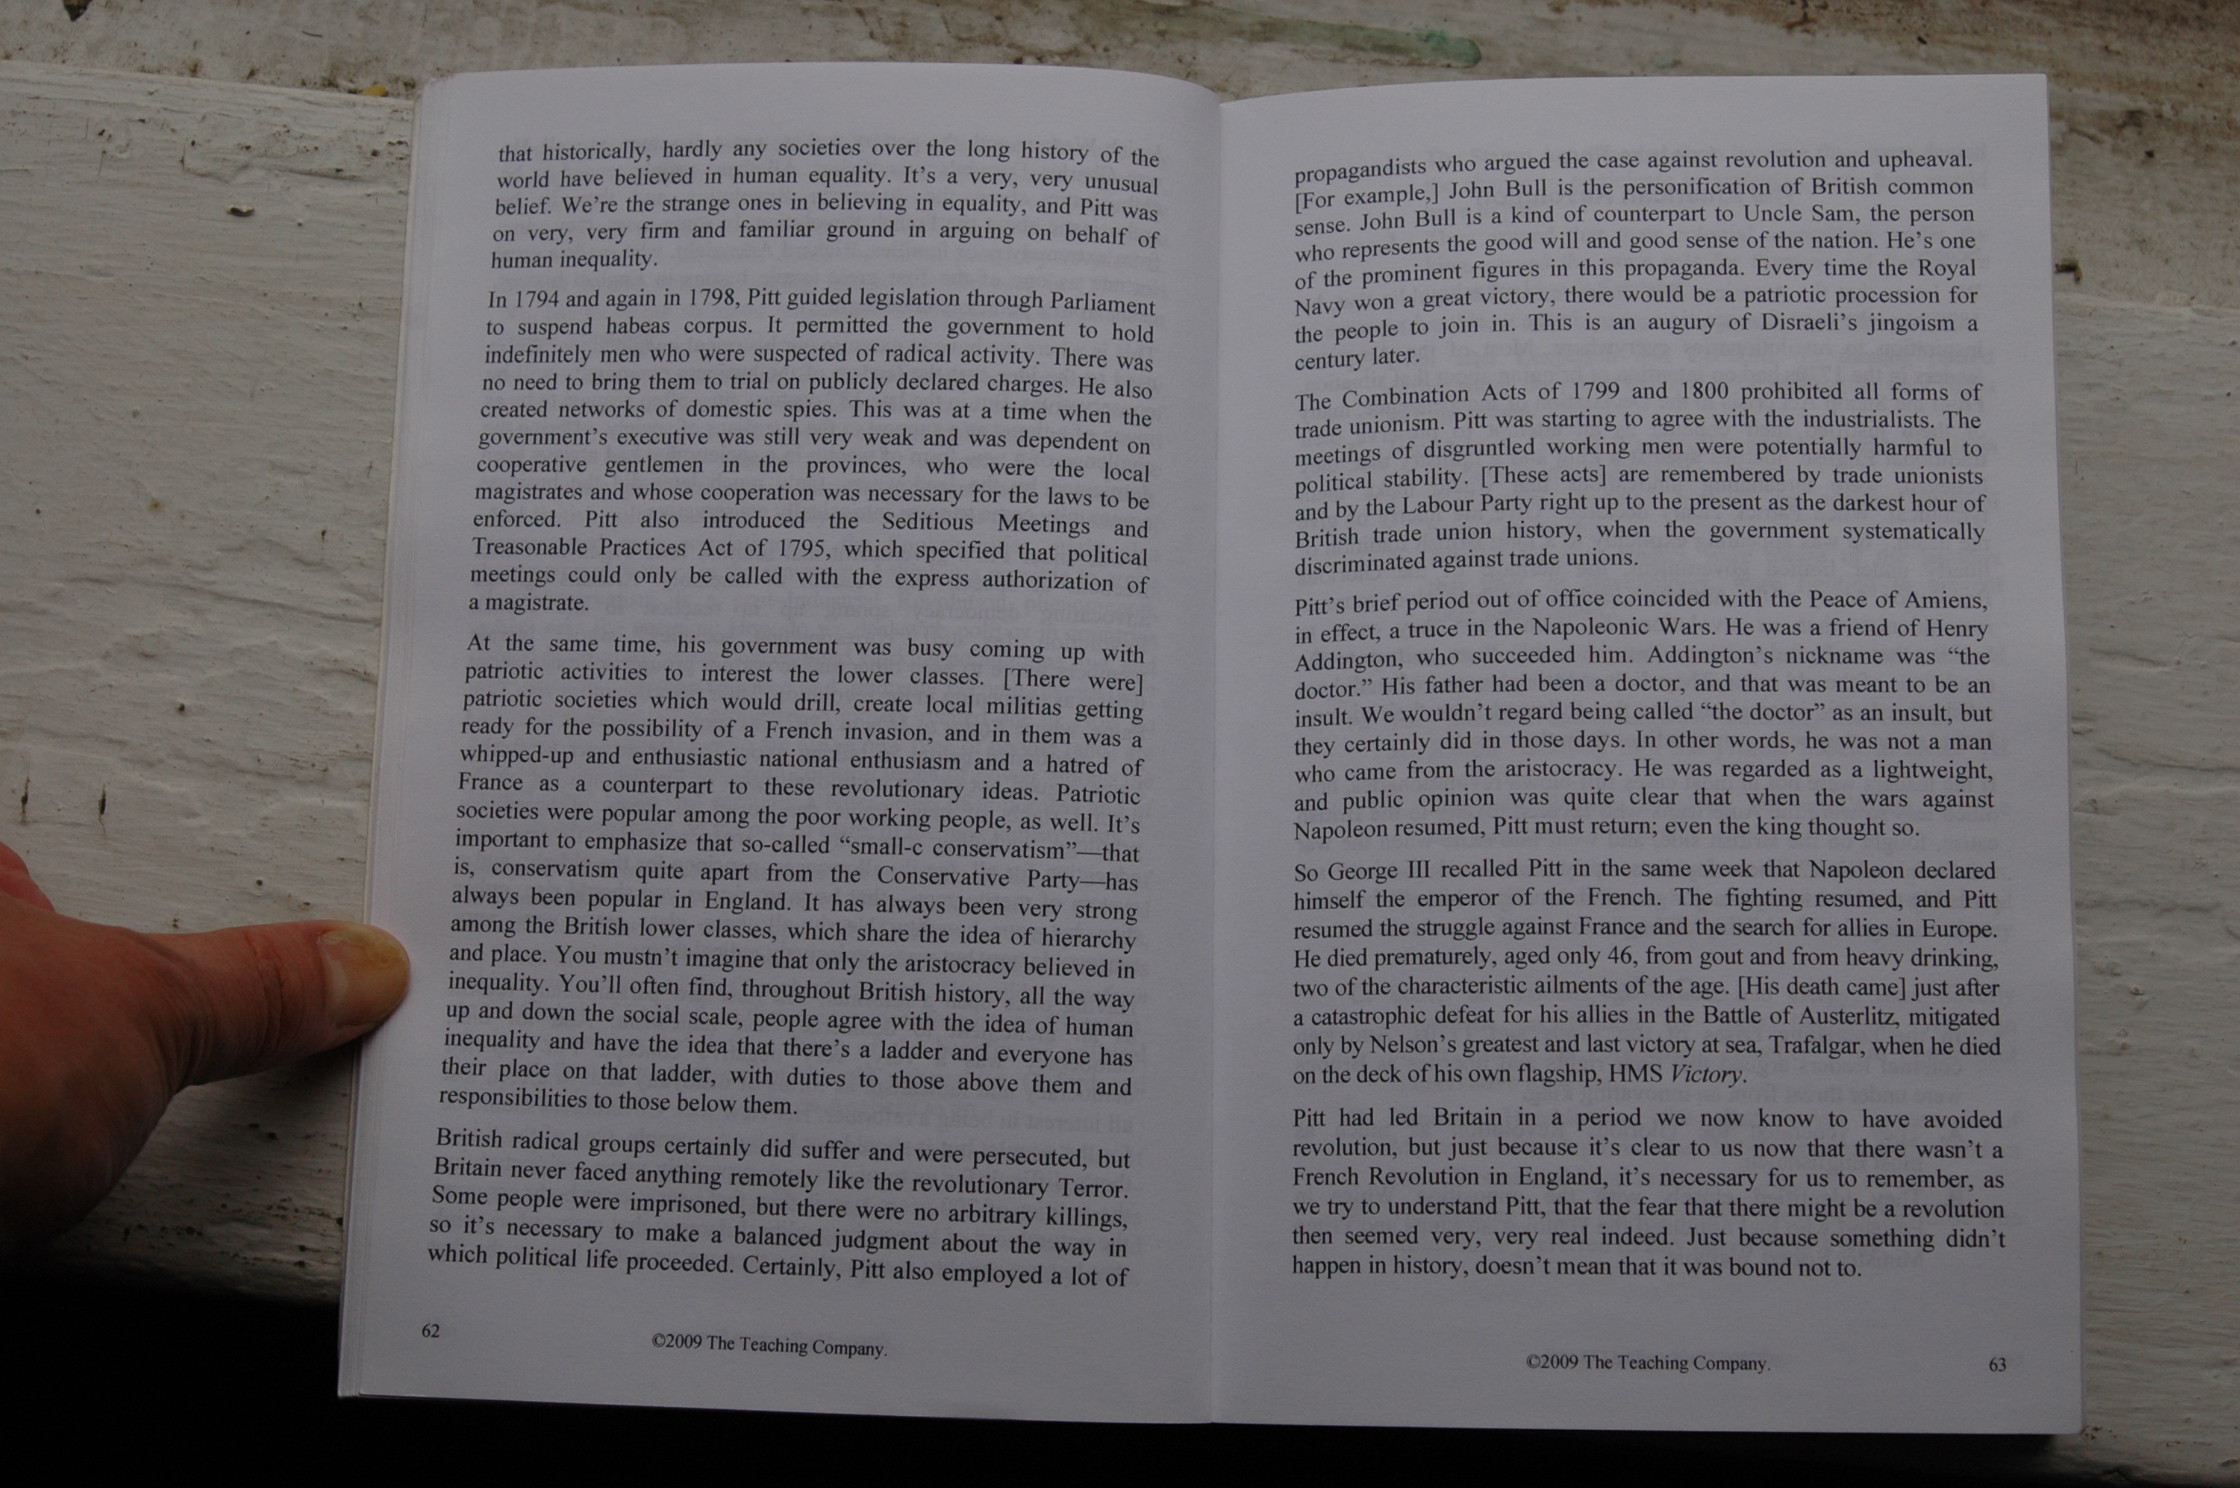 that historically, hardly any societies over the long history of the
world have believed in human equality. It's a very, very unusual
belief. We're the strange ones in believing in equality, and Pitt was
on very, very firm and familiar ground in arguing on behalf of
human inequality.
In 1794 and again in 1798, Pitt guided legislation through Parliament
to suspend habeas corpus. It permitted the government to hold
indefinitely men who were suspected of radical activity. There was
no need to bring them to trial on publicly declared charges. He also
created networks of domestic spies. This was at a time when the
government's executive was still very weak and was dependent on
cooperative gentlemen in the provinces, who were the local
magistrates and whose cooperation was necessary for the laws to be
enforced. Pitt also introduced the Seditious Meetings and
Treasonable Practices Act of 1795, which specified that political
meetings could only be called with the express authorization of
a magistrate.
At the same time, his government was busy coming up with
patriotic activities to interest the lower classes. [There were]
patriotic societies which would drill, create local militias getting
ready for the possibility of a French invasion, and in them was a
whipped-up and enthusiastic national enthusiasm and a hatred of
France as a counterpart to these revolutionary ideas. Patriotic
societies were popular among the poor working people, as well. It's
important to emphasize that so-called “small-c conservatism”—that
is, conservatism quite apart from the Conservative Party—has
always been popular in England. It has always been very strong
among the British lower classes, which share the idea of hierarchy
and place. You mustn't imagine that only the aristocracy believed in
inequality. You'll often find, throughout British history, all the way
up and down the social scale, people agree with the idea of human
inequality and have the idea that there's a ladder and everyone has
their place on that ladder, with duties to those above them and
responsibilities to those below them.
British radical groups certainly did suffer and were persecuted, but
Britain never faced anything remotely like the revolutionary Terror.
Some people were imprisoned, but there were no arbitrary killings,
so it's necessary to make a balanced judgment about the way in
which political life proceeded. Certainly, Pitt also employed a lot of
62
©2009 The Teaching Company.
propagandists who argued the case against revolution and upheaval.
[For example,] John Bull is the personification of British common
sense. John Bull is a kind of counterpart to Uncle Sam, the person
who represents the good will and good sense of the nation. He's one
of the prominent figures in this propaganda. Every time the Royal
Navy won a great victory, there would be a patriotic procession for
the people to join in. This is an augury of Disraeli's jingoism a
century later.
The Combination Acts of 1799 and 1800 prohibited all forms of
trade unionism. Pitt was starting to agree with the industrialists. The
meetings of disgruntled working men were potentially harmful to
political stability. [These acts] are remembered by trade unionists
and by the Labour Party right up to the present as the darkest hour of
British trade union history, when the government systematically
discriminated against trade unions.
Pitt's brief period out of office coincided with the Peace of Amiens,
in effect, a truce in the Napoleonic Wars. He was a friend of Henry
Addington, who succeeded him. Addington's nickname was “the
doctor.” His father had been a doctor, and that was meant to be an
insult. We wouldn't regard being called “the doctor” as an insult, but
they certainly did in those days. In other words, he was not a man
who came from the aristocracy. He was regarded as a lightweight,
and public opinion was quite clear that when the wars against
Napoleon resumed, Pitt must return; even the king thought so.
So George III recalled Pitt in the same week that Napoleon declared
himself the emperor of the French. The fighting resumed, and Pitt
resumed the struggle against France and the search for allies in Europe.
He died prematurely, aged only 46, from gout and from heavy drinking,
two of the characteristic ailments of the age. [His death came] just after
a catastrophic defeat for his allies in the Battle of Austerlitz, mitigated
only by Nelson's greatest and last victory at sea, Trafalgar, when he died
on the deck of his own flagship, HMS Victory.
Pitt had led Britain in a period we now know to have avoided
revolution, but just because it's clear to us now that there wasn't a
French Revolution in England, it's necessary for us to remember, as
we try to understand Pitt, that the fear that there might be a revolution
then seemed very, very real indeed. Just because something didn't
happen in history, doesn't mean that it was bound not to.
©2009 The Teaching Company.
63